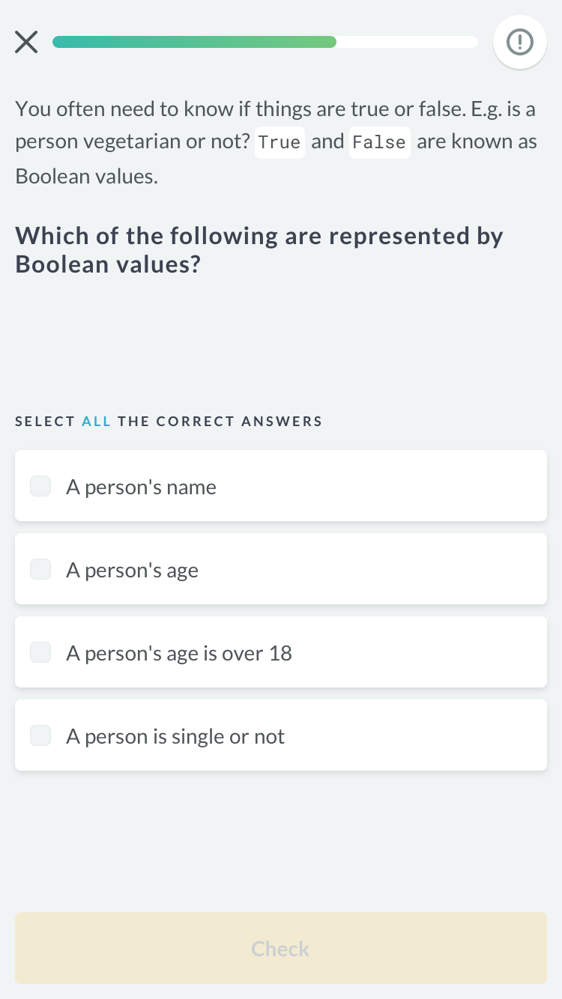 You often need to know if things are true or false. E.g. is a
person vegetarian or not? True and False are known as
Boolean values.
Which of the following are represented by
Boolean values?
SELECT ALL THE CORRECT ANSWERS
A person's name
A person's age
A person's age is over 18
A person is single or not
Check